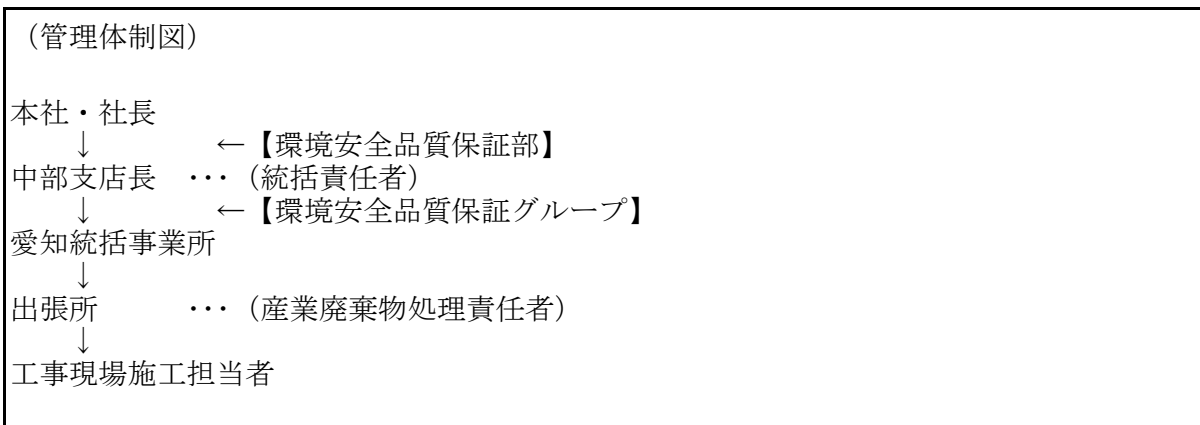 （管理体制図）
本社・社長
↓ ←【環境安全品質保証部】
中部支店長 ･･･（統括責任者）
↓ ←【環境安全品質保証グループ】
愛知統括事業所
↓
出張所 ･･･（産業廃棄物処理責任者）
↓
工事現場施工担当者